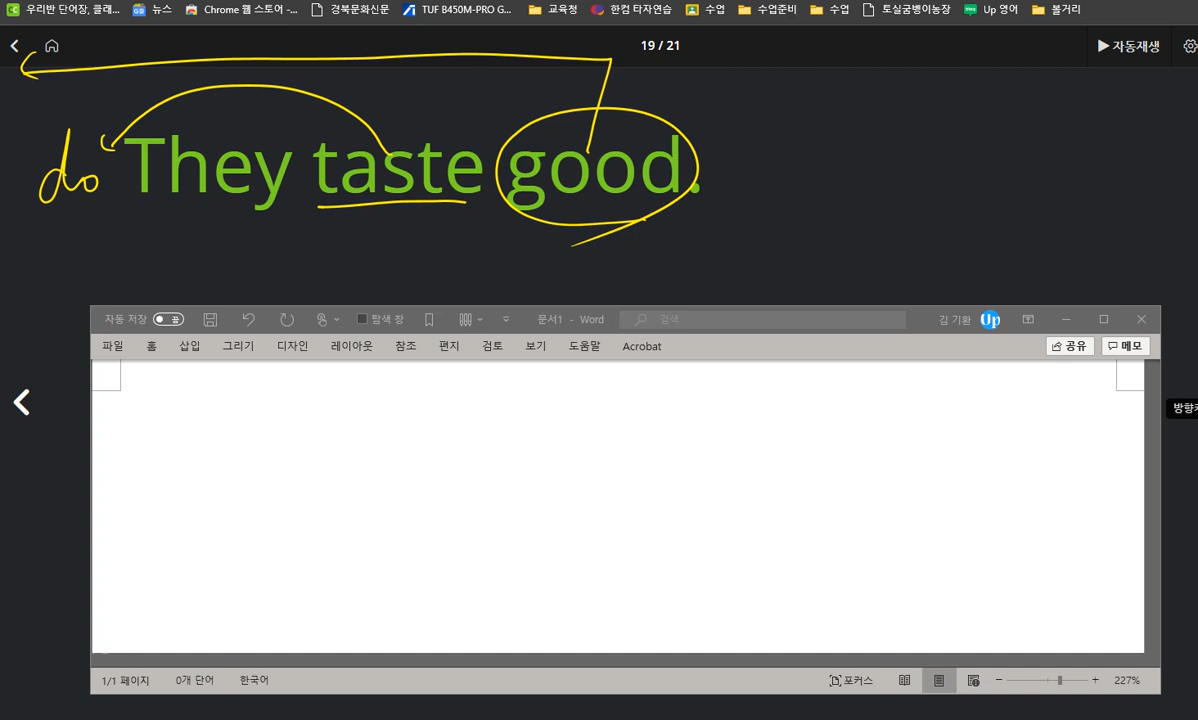 우리반 단어장, 클래... 뉴스 Chrome 웹 스토어 -... 경북문화신문 TUF B450M-PRO G... 교육청 한컴 타자연습 수업 수업준비 수업 토실굼벵이농장 Up 영어 볼거리
19 / 21 자동재생
do They taste good.
자동 저장 끔 탐색 창 문서1 - Word 검색 김 기환 Up
파일 홈 삽입 그리기 디자인 레이아웃 참조 편지 검토 보기 도움말 Acrobat 공유 메모
1/1 페이지 0개 단어 한국어 포커스 227%